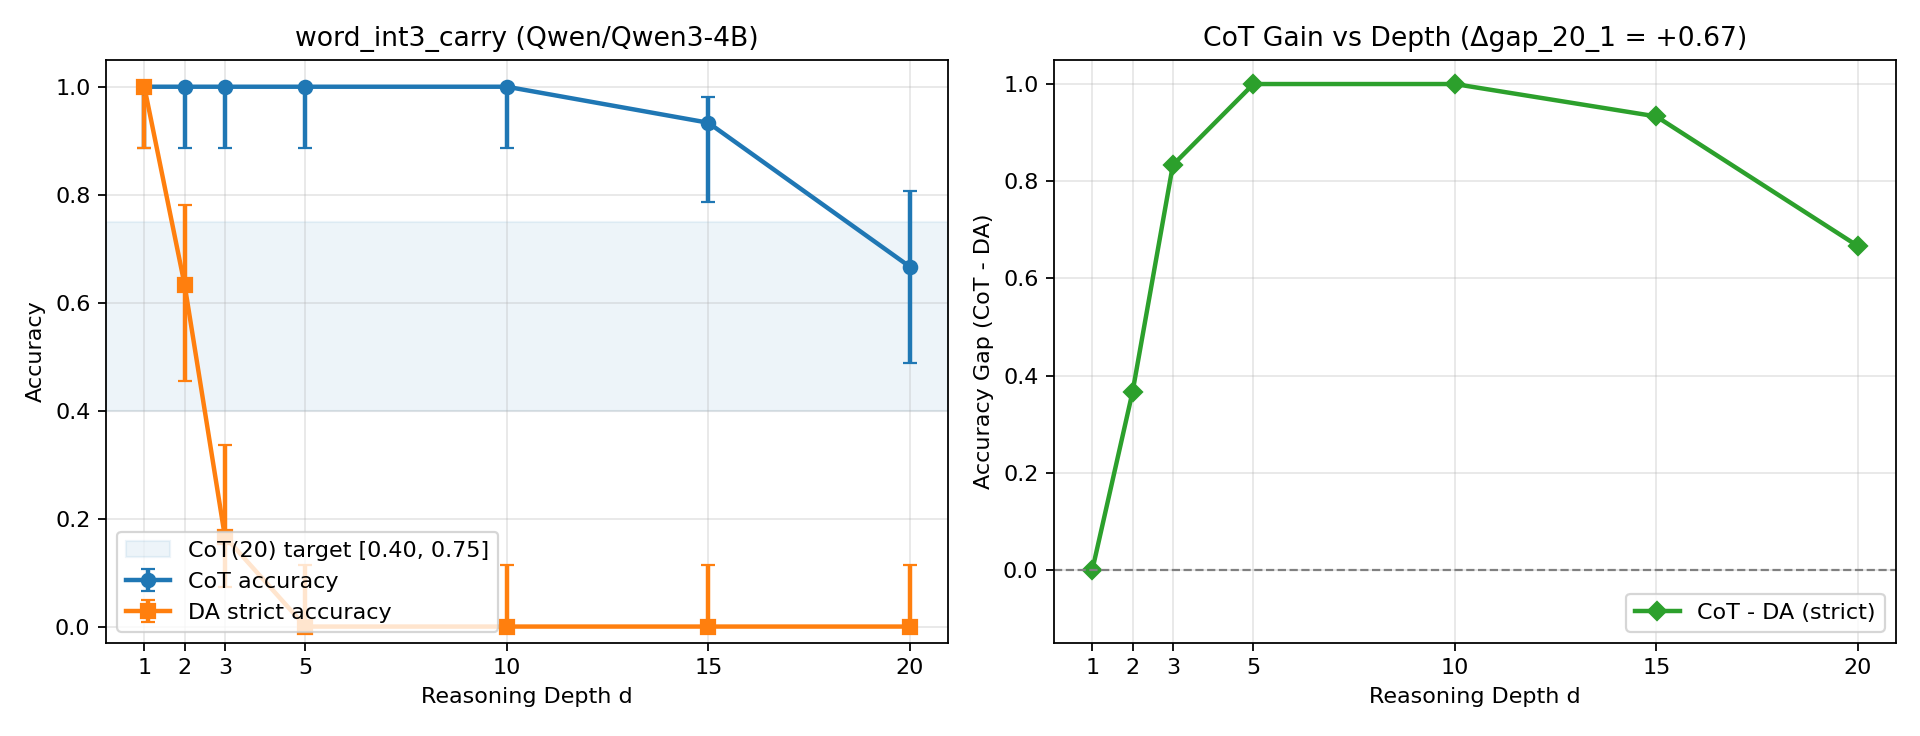 word_int3_carry (Qwen/Qwen3-4B)
Accuracy
1.0
0.8
0.6
0.4
0.2
0.0
CoT(20) target [0.40, 0.75]
CoT accuracy
DA strict accuracy
1 2 3 5 10 15 20
Reasoning Depth d
CoT Gain vs Depth (Δgap_20_1 = +0.67)
Accuracy Gap (CoT - DA)
1.0
0.8
0.6
0.4
0.2
0.0
CoT - DA (strict)
1 2 3 5 10 15 20
Reasoning Depth d